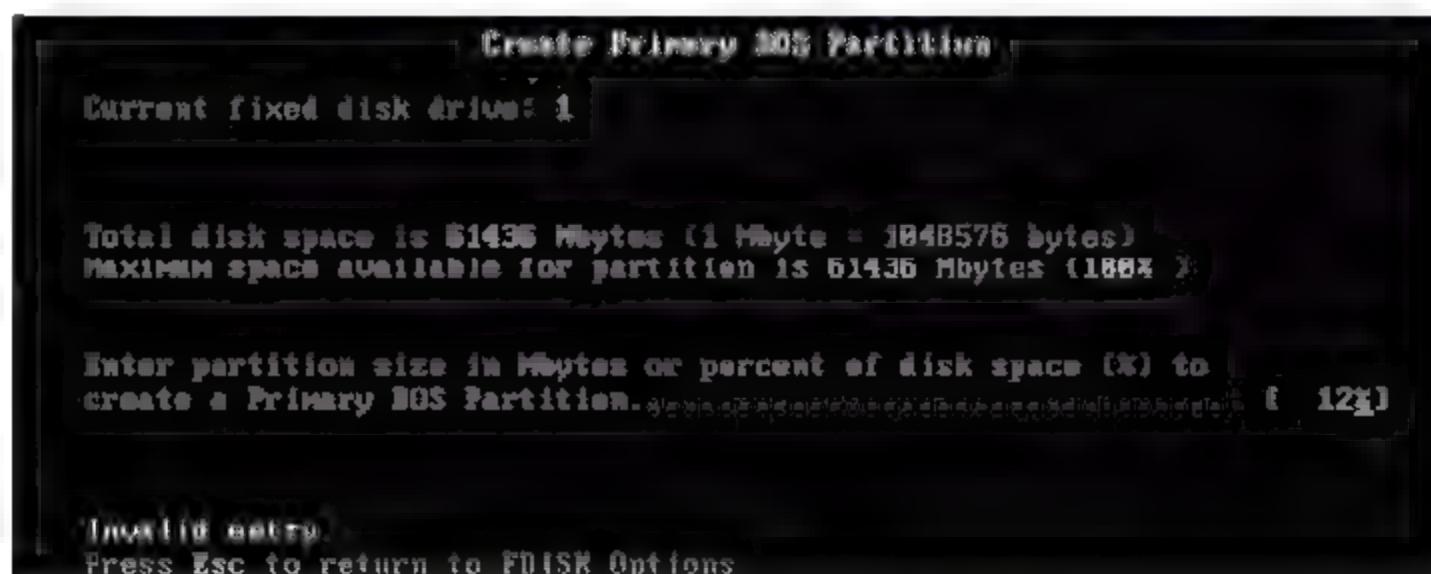 Create Primary DOS Partition
Current fixed disk drive: 1
Total disk space is 61436 Mbytes (1 Mbyte = 1048576 bytes)
Maximum space available for partition is 61436 Mbytes (100% )
Enter partition size in Mbytes or percent of disk space (%) to
create a Primary DOS Partition. [ 12%]
Invalid entry.
Press Esc to return to FDISK Options